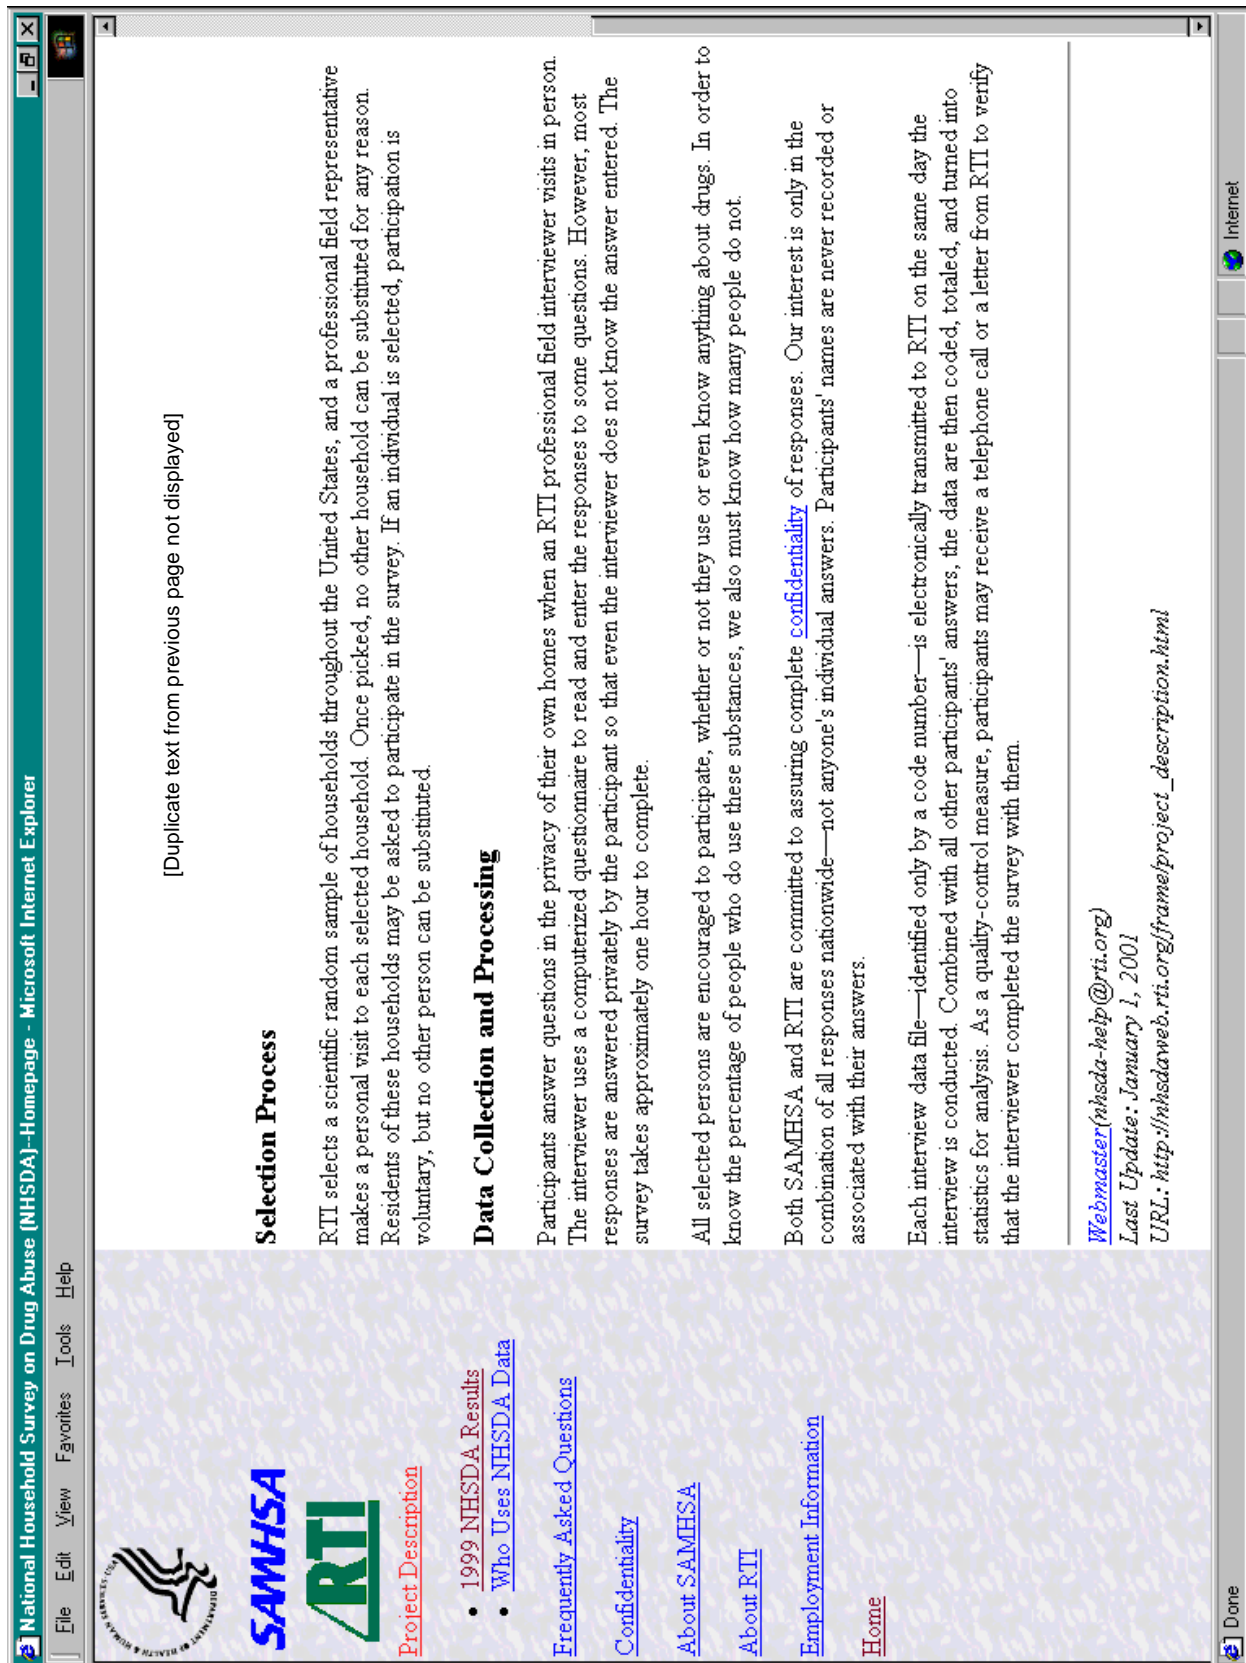 National Household Survey on Drug Abuse (NHSDA)--Homepage - Microsoft Internet Explorer
File Edit View Favorites Tools Help
DEPARTMENT OF HEALTH & HUMAN SERVICES • USA
SAMHSA
RTI
Project Description
• 1999 NHSDA Results
• Who Uses NHSDA Data
Frequently Asked Questions
Confidentiality
About SAMHSA
About RTI
Employment Information
Home
[Duplicate text from previous page not displayed]
Selection Process
RTI selects a scientific random sample of households throughout the United States, and a professional field representative
makes a personal visit to each selected household. Once picked, no other household can be substituted for any reason.
Residents of these households may be asked to participate in the survey. If an individual is selected, participation is
voluntary, but no other person can be substituted.
Data Collection and Processing
Participants answer questions in the privacy of their own homes when an RTI professional field interviewer visits in person.
The interviewer uses a computerized questionnaire to read and enter the responses to some questions. However, most
responses are answered privately by the participant so that even the interviewer does not know the answer entered. The
survey takes approximately one hour to complete.
All selected persons are encouraged to participate, whether or not they use or even know anything about drugs. In order to
know the percentage of people who do use these substances, we also must know how many people do not.
Both SAMHSA and RTI are committed to assuring complete confidentiality of responses. Our interest is only in the
combination of all responses nationwide—not anyone's individual answers. Participants' names are never recorded or
associated with their answers.
Each interview data file—identified only by a code number—is electronically transmitted to RTI on the same day the
interview is conducted. Combined with all other participants' answers, the data are then coded, totaled, and turned into
statistics for analysis. As a quality-control measure, participants may receive a telephone call or a letter from RTI to verify
that the interviewer completed the survey with them.
Webmaster(nhsda-help@rti.org)
Last Update: January 1, 2001
URL: http://nhsdaweb.rti.org/frame/project_description.html
Done
Internet